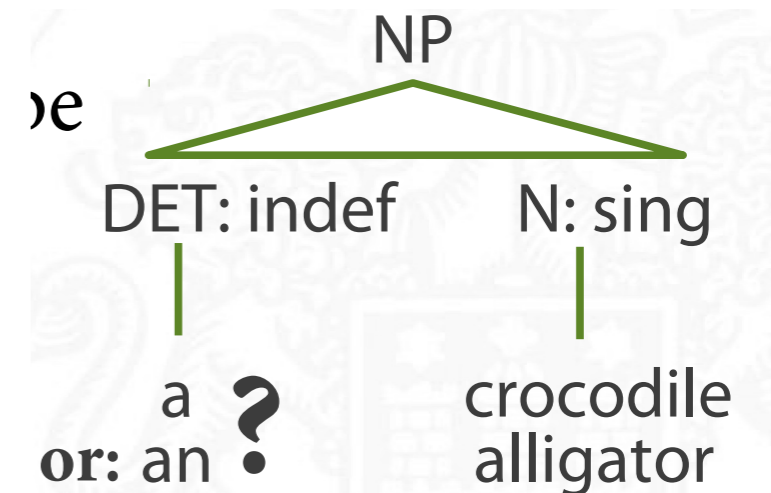 NP
DET: indef N: sing
a ? crocodile
or: an alligator